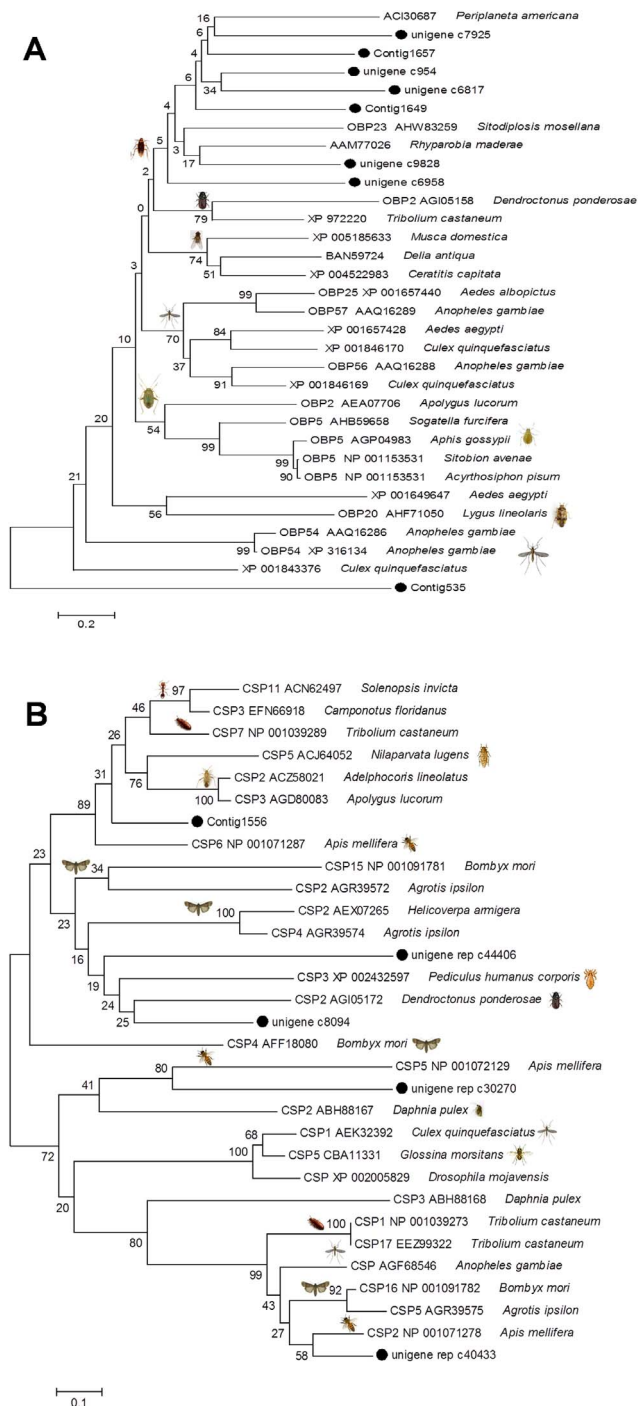 A
16
ACI30687 Periplaneta americana
6
unigene c7925
4
Contig1657
6
unigene c954
34
unigene c6817
4
Contig1649
OBP23 AHW83259 Sitodiplosis mosellana
5
3
AAM77026 Rhyparobia maderae
17
unigene c9828
2
unigene c6958
OBP2 AGI05158 Dendroctonus ponderosae
0
79
XP 972220 Tribolium castaneum
XP 005185633 Musca domestica
74
BAN59724 Delia antiqua
3
51
XP 004522983 Ceratitis capitata
99
OBP25 XP 001657440 Aedes albopictus
OBP57 AAQ16289 Anopheles gambiae
70
84
XP 001657428 Aedes aegypti
10
XP 001846170 Culex quinquefasciatus
37
OBP56 AAQ16288 Anopheles gambiae
91
XP 001846169 Culex quinquefasciatus
OBP2 AEA07706 Apolygus lucorum
20
54
OBP5 AHB59658 Sogatella furcifera
99
OBP5 AGP04983 Aphis gossypii
99
OBP5 NP 001153531 Sitobion avenae
90
OBP5 NP 001153531 Acyrthosiphon pisum
21
XP 001649647 Aedes aegypti
56
OBP20 AHF71050 Lygus lineolaris
OBP54 AAQ16286 Anopheles gambiae
99
OBP54 XP 316134 Anopheles gambiae
XP 001843376 Culex quinquefasciatus
Contig535
0.2
B
97
CSP11 ACN62497 Solenopsis invicta
46
CSP3 EFN66918 Camponotus floridanus
26
CSP7 NP 001039289 Tribolium castaneum
CSP5 ACJ64052 Nilaparvata lugens
31
76
CSP2 ACZ58021 Adelphocoris lineolatus
100
CSP3 AGD80083 Apolygus lucorum
89
Contig1556
CSP6 NP 001071287 Apis mellifera
23
34
CSP15 NP 001091781 Bombyx mori
CSP2 AGR39572 Agrotis ipsilon
23
100
CSP2 AEX07265 Helicoverpa armigera
CSP4 AGR39574 Agrotis ipsilon
16
unigene rep c44406
19
CSP3 XP 002432597 Pediculus humanus corporis
24
CSP2 AGI05172 Dendroctonus ponderosae
25
unigene c8094
CSP4 AFF18080 Bombyx mori
80
CSP5 NP 001072129 Apis mellifera
41
unigene rep c30270
CSP2 ABH88167 Daphnia pulex
72
68
CSP1 AEK32392 Culex quinquefasciatus
100
CSP5 CBA11331 Glossina morsitans
CSP XP 002005829 Drosophila mojavensis
20
CSP3 ABH88168 Daphnia pulex
80
100
CSP1 NP 001039273 Tribolium castaneum
CSP17 EEZ99322 Tribolium castaneum
99
CSP AGF68546 Anopheles gambiae
43
92
CSP16 NP 001091782 Bombyx mori
CSP5 AGR39575 Agrotis ipsilon
27
CSP2 NP 001071278 Apis mellifera
58
unigene rep c40433
0.1